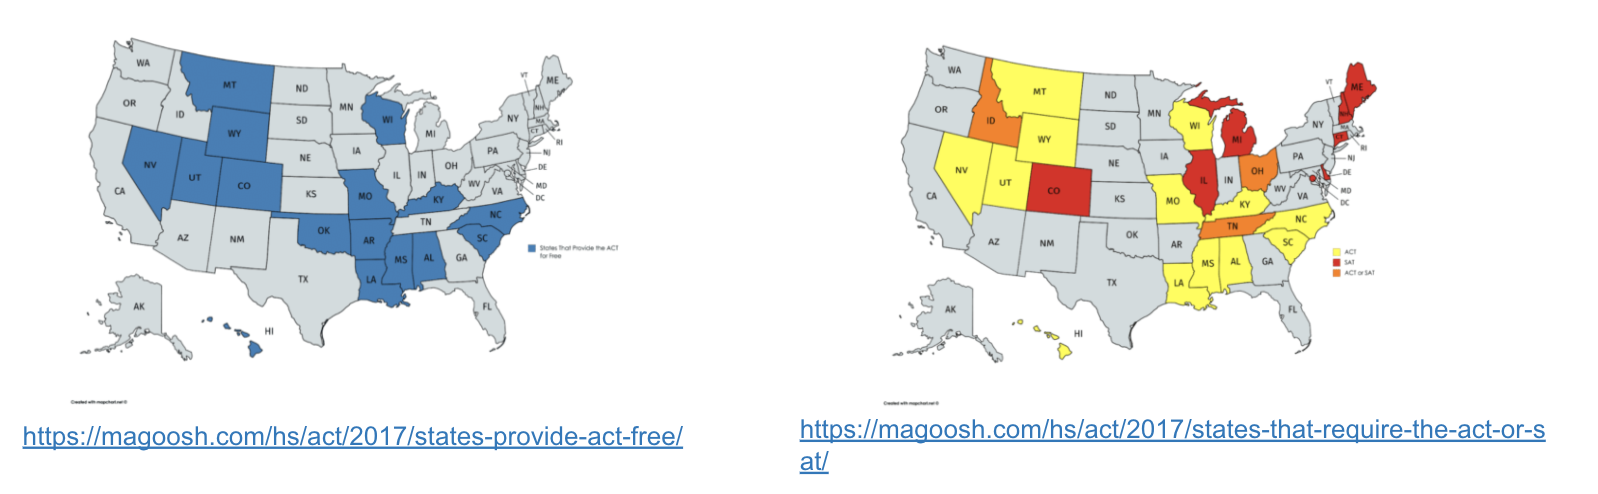 WA
MT
ND
MN
OR
ID
SD
WI
MI
WY
NE
IA
NV
UT
CO
KS
MO
IL
IN
OH
PA
NY
VT
NH
ME
MA
CT
RI
NJ
DE
MD
DC
WV
VA
KY
CA
AZ
NM
OK
AR
TN
NC
SC
MS
AL
GA
LA
TX
FL
AK
HI
States That Provide the ACT
for Free
Created with mapchart.net ©
https://magoosh.com/hs/act/2017/states-provide-act-free/
WA
MT
ND
MN
OR
ID
SD
WI
MI
WY
NE
IA
NV
UT
CO
KS
MO
IL
IN
OH
PA
NY
VT
NH
ME
MA
CT
RI
NJ
DE
MD
DC
WV
VA
KY
CA
AZ
NM
OK
AR
TN
NC
SC
MS
AL
GA
LA
TX
FL
AK
HI
ACT
SAT
ACT or SAT
Created with mapchart.net ©
https://magoosh.com/hs/act/2017/states-that-require-the-act-or-s
at/